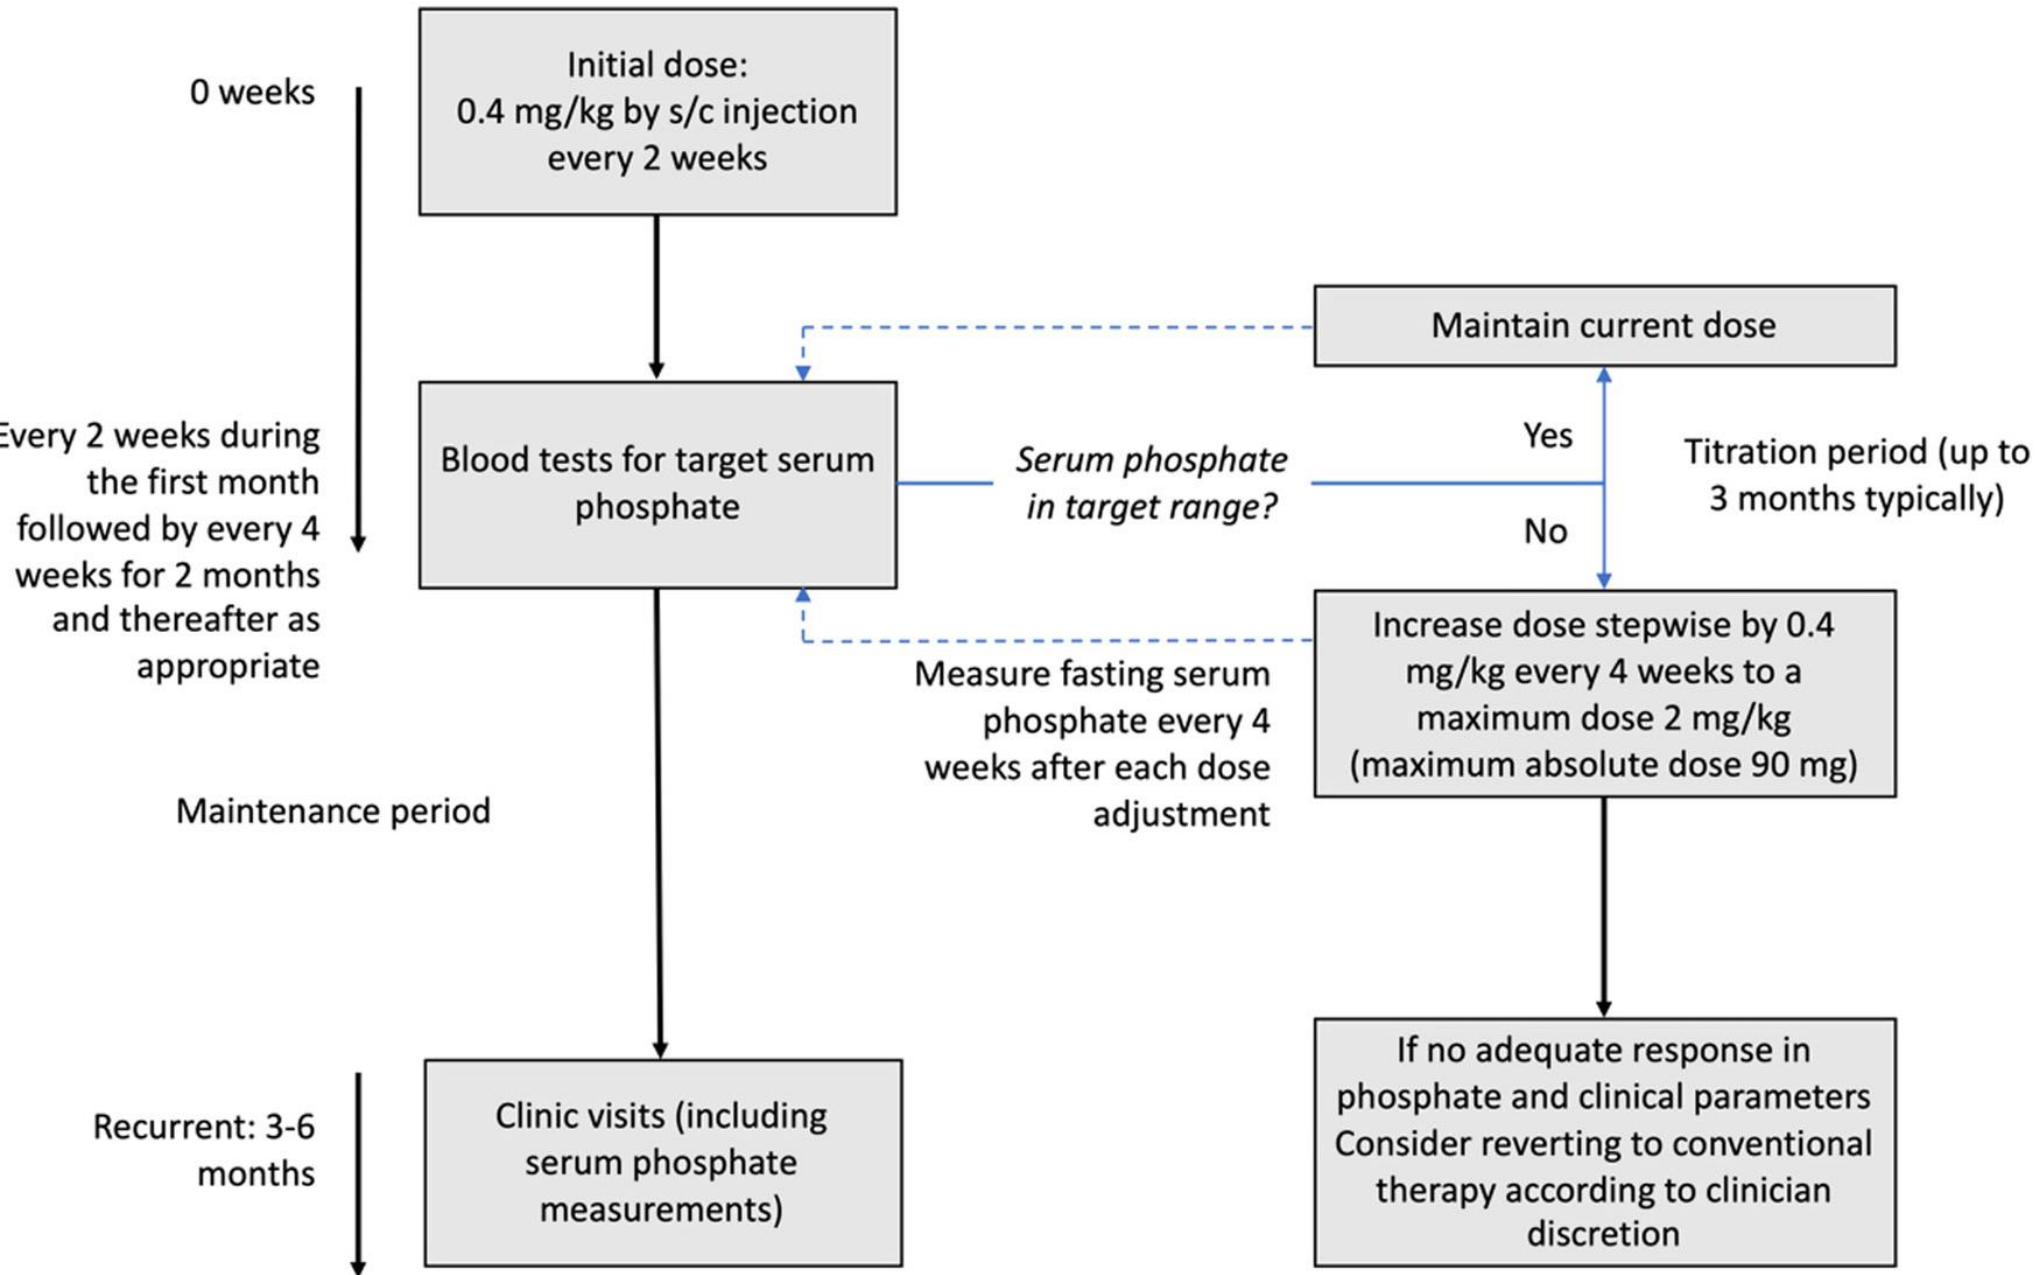 0 weeks
Initial dose:
0.4 mg/kg by s/c injection
every 2 weeks
Maintain current dose
Every 2 weeks during
the first month
followed by every 4
weeks for 2 months
and thereafter as
appropriate
Blood tests for target serum
phosphate
Serum phosphate
in target range?
Yes
No
Titration period (up to
3 months typically)
Increase dose stepwise by 0.4
mg/kg every 4 weeks to a
maximum dose 2 mg/kg
(maximum absolute dose 90 mg)
Measure fasting serum
phosphate every 4
weeks after each dose
adjustment
Maintenance period
Recurrent: 3-6
months
Clinic visits (including
serum phosphate
measurements)
If no adequate response in
phosphate and clinical parameters
Consider reverting to conventional
therapy according to clinician
discretion